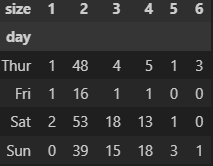 size 1 2 3 4 5 6
day
Thur 1 48 4 5 1 3
Fri 1 16 1 1 0 0
Sat 2 53 18 13 1 0
Sun 0 39 15 18 3 1